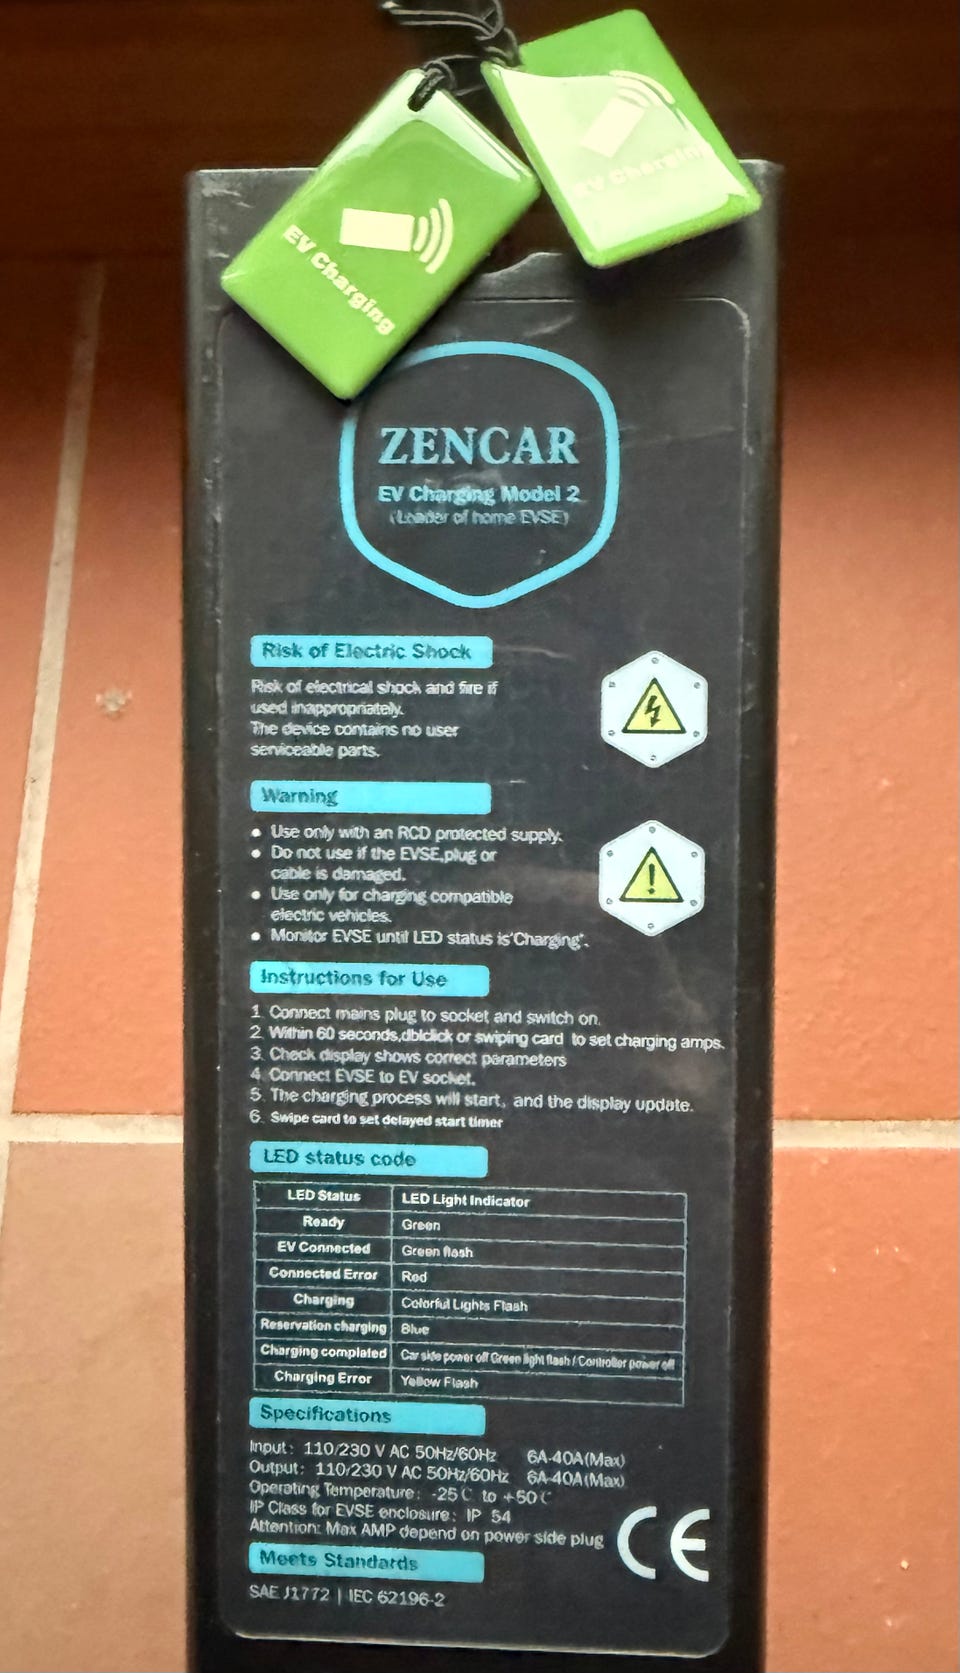 EV Charging
EV Charging
ZENCAR
EV Charging Model 2
(Leader of home EVSE)
Risk of Electric Shock
Risk of electrical shock and fire if
used inappropriately.
The device contains no user
serviceable parts.
Warning
• Use only with an RCD protected supply.
• Do not use if the EVSE,plug or
cable is damaged.
• Use only for charging compatible
electric vehicles.
• Monitor EVSE until LED status is'Charging'.
Instructions for Use
1. Connect mains plug to socket and switch on.
2. Within 60 seconds,dblclick or swiping card to set charging amps.
3. Check display shows correct parameters
4. Connect EVSE to EV socket.
5. The charging process will start, and the display update.
6. Swipe card to set delayed start timer
LED status code
LED Status LED Light Indicator
Ready Green
EV Connected Green flash
Connected Error Red
Charging Colorful Lights Flash
Reservation charging Blue
Charging complated Car side power off Green light flash / Controller power off
Charging Error Yellow Flash
Specifications
Input: 110/230 V AC 50Hz/60Hz 6A-40A(Max)
Output: 110/230 V AC 50Hz/60Hz 6A-40A(Max)
Operating Temperature: -25℃ to +50℃
IP Class for EVSE enclosure: IP 54
Attention: Max AMP depend on power side plug
CE
Meets Standards
SAE J1772 | IEC 62196-2